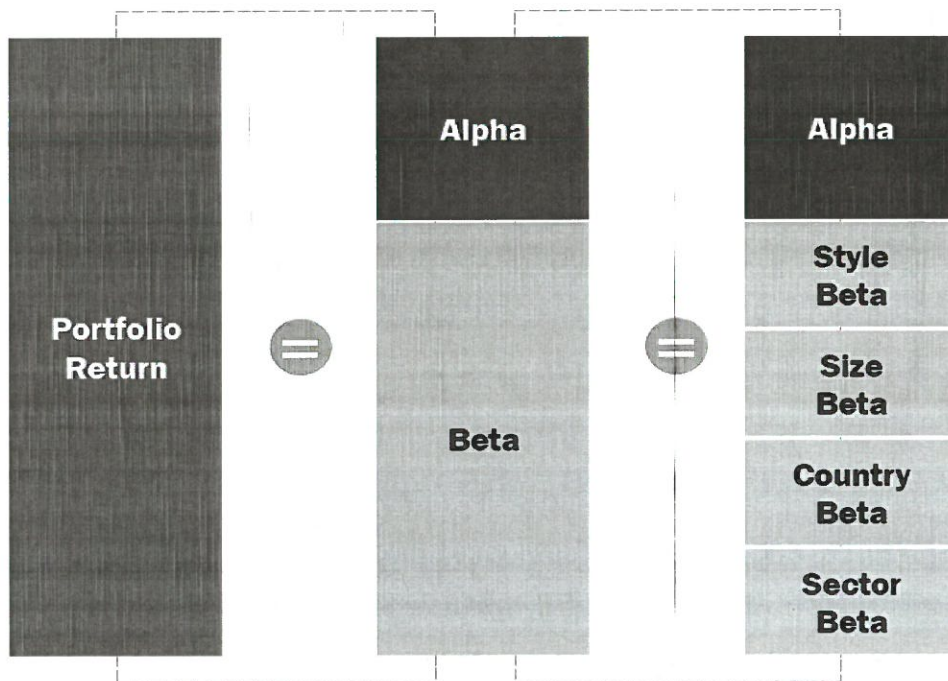 Portfolio
Return
=
Alpha
Beta
=
Alpha
Style
Beta
Size
Beta
Country
Beta
Sector
Beta